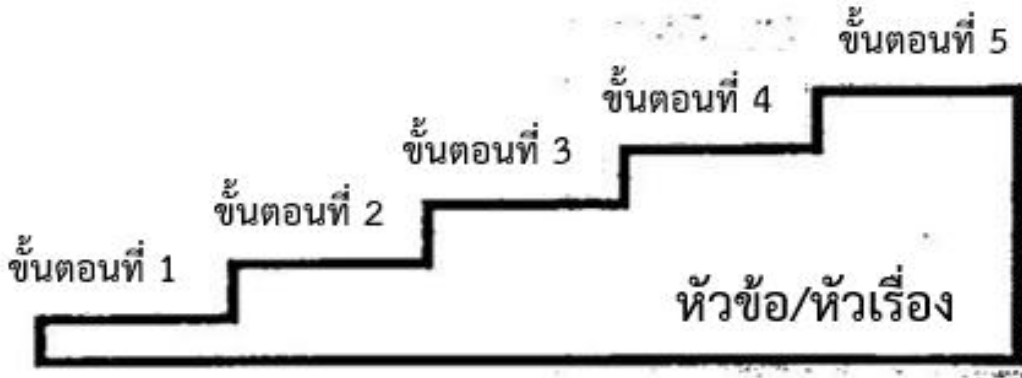 ขั้นตอนที่ 5
ขั้นตอนที่ 4
ขั้นตอนที่ 3
ขั้นตอนที่ 2
ขั้นตอนที่ 1
หัวข้อ/หัวเรื่อง